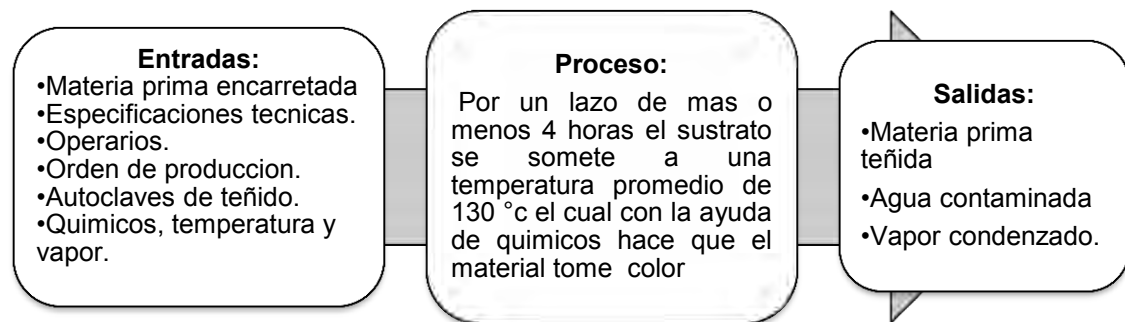 Entradas:
•Materia prima encarretada
•Especificaciones tecnicas.
•Operarios.
•Orden de produccion.
•Autoclaves de teñido.
•Quimicos, temperatura y
vapor.
Proceso:
Por un lazo de mas o
menos 4 horas el sustrato
se somete a una
temperatura promedio de
130 °c el cual con la ayuda
de quimicos hace que el
material tome color
Salidas:
•Materia prima
teñida
•Agua contaminada
•Vapor condenzado.